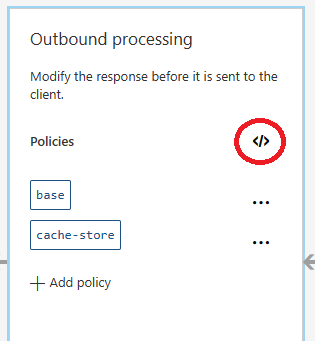 Outbound processing
Modify the response before it is sent to the
client.
Policies </>
base ...
cache-store ...
+ Add policy